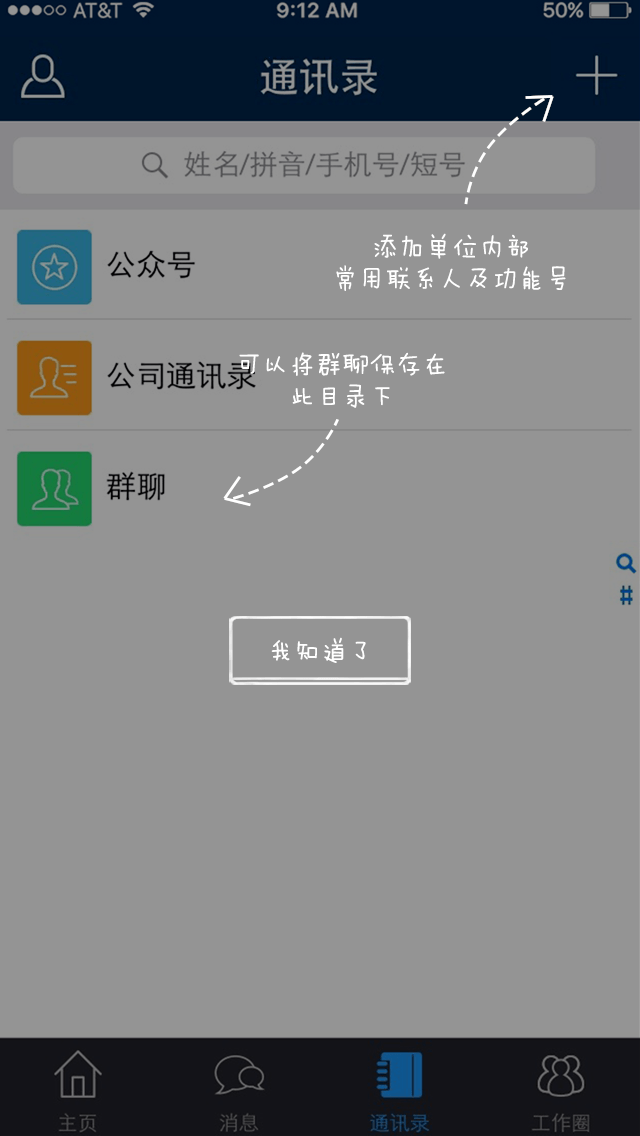 AT&T 9:12 AM 50%
通讯录
姓名/拼音/手机号/短号
添加单位内部
常用联系人及功能号
公众号
可以将群聊保存在
此目录下
公司通讯录
群聊
#
我知道了
主页 消息 通讯录 工作圈